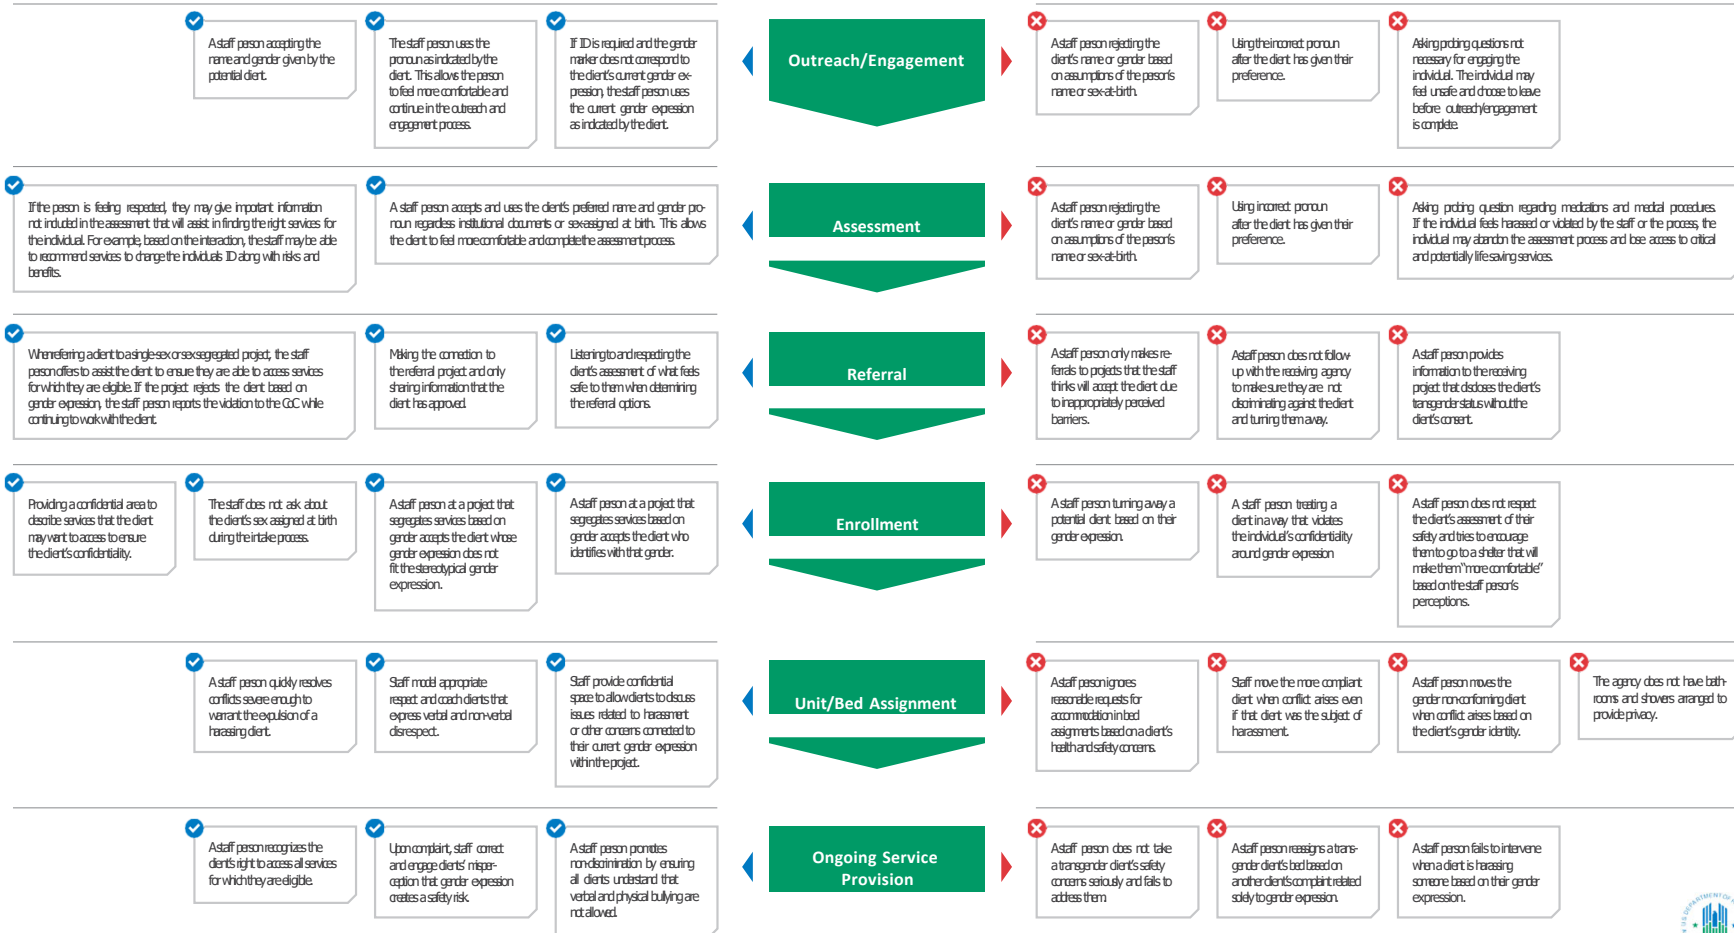 A staff person accepting the
name and gender given by the
potential client.
The staff person uses the
pronoun as indicated by the
client. This allows the person
to feel more comfortable and
continue in the outreach and
engagement process.
If ID is required and the gender
marker does not correspond to
the client's current gender ex-
pression, the staff person uses
the current gender expression
as indicated by the client.
Outreach/Engagement
A staff person rejecting the
client's name or gender based
on assumptions of the person's
name or sex-at-birth.
Using the incorrect pronoun
after the client has given their
preference.
Asking probing questions not
necessary for engaging the
individual. The individual may
feel unsafe and choose to leave
before outreach/engagement
is complete.
If the person is feeling respected, they may give important information
not included in the assessment that will assist in finding the right services for
the individual. For example, based on the interaction, the staff may be able
to recommend services to change the individuals ID along with risks and
benefits.
A staff person accepts and uses the client's preferred name and gender pro-
noun regardless institutional documents or sex-assigned at birth. This allows
the client to feel more comfortable and complete the assessment process.
Assessment
A staff person rejecting the
client's name or gender based
on assumptions of the person's
name or sex-at-birth.
Using incorrect pronoun
after the client has given their
preference.
Asking probing question regarding medications and medical procedures.
If the individual feels harassed or violated by the staff or the process, the
individual may abandon the assessment process and lose access to critical
and potentially life saving services.
When referring a client to a single-sex or sex segregated project, the staff
person offers to assist the client to ensure they are able to access services
for which they are eligible. If the project rejects the client based on
gender expression, the staff person reports the violation to the CoC while
continuing to work with the client.
Making the connection to
the referral project and only
sharing information that the
client has approved.
Listening to and respecting the
client's assessment of what feels
safe to them when determining
the referral options.
Referral
A staff person only makes re-
ferrals to projects that the staff
thinks will accept the client due
to inappropriately perceived
barriers.
A staff person does not follow-
up with the receiving agency
to make sure they are not
discriminating against the client
and turning them away.
A staff person provides
information to the receiving
project that discloses the client's
transgender status without the
client's consent.
Providing a confidential area to
describe services that the client
may want to access to ensure
the client's confidentiality.
The staff does not ask about
the client's sex assigned at birth
during the intake process.
A staff person at a project that
segregates services based on
gender accepts the client whose
gender expression does not
fit the stereotypical gender
expression.
A staff person at a project that
segregates services based on
gender accepts the client who
identifies with that gender.
Enrollment
A staff person turning away a
potential client based on their
gender expression.
A staff person treating a
client in a way that violates
the individual's confidentiality
around gender expression
A staff person does not respect
the client's assessment of their
safety and tries to encourage
them to go to a shelter that will
make them "more comfortable"
based on the staff person's
perceptions.
A staff person quickly resolves
conflicts severe enough to
warrant the expulsion of a
harassing client.
Staff model appropriate
respect and coach clients that
express verbal and non-verbal
disrespect.
Staff provide confidential
space to allow clients to discuss
issues related to harassment
or other concerns connected to
their current gender expression
within the project.
Unit/Bed Assignment
A staff person ignores
reasonable requests for
accommodation in bed
assignments based on a client's
health and safety concerns.
Staff move the more compliant
client when conflict arises even
if that client was the subject of
harassment.
A staff person moves the
gender non-conforming client
when conflict arises based on
the client's gender identity.
The agency does not have bath-
rooms and showers arranged to
provide privacy.
A staff person recognizes the
client's right to access all services
for which they are eligible.
Upon complaint, staff correct
and engage clients' misper-
ception that gender expression
creates a safety risk.
A staff person promotes
non-discrimination by ensuring
all clients understand that
verbal and physical bullying are
not allowed.
Ongoing Service
Provision
A staff person does not take
a transgender client's safety
concerns seriously and fails to
address them.
A staff person reassigns a trans-
gender client's bed based on
another client's complaint related
solely to gender expression.
A staff person fails to intervene
when a client is harassing
someone based on their gender
expression.
DEPARTMENT OF